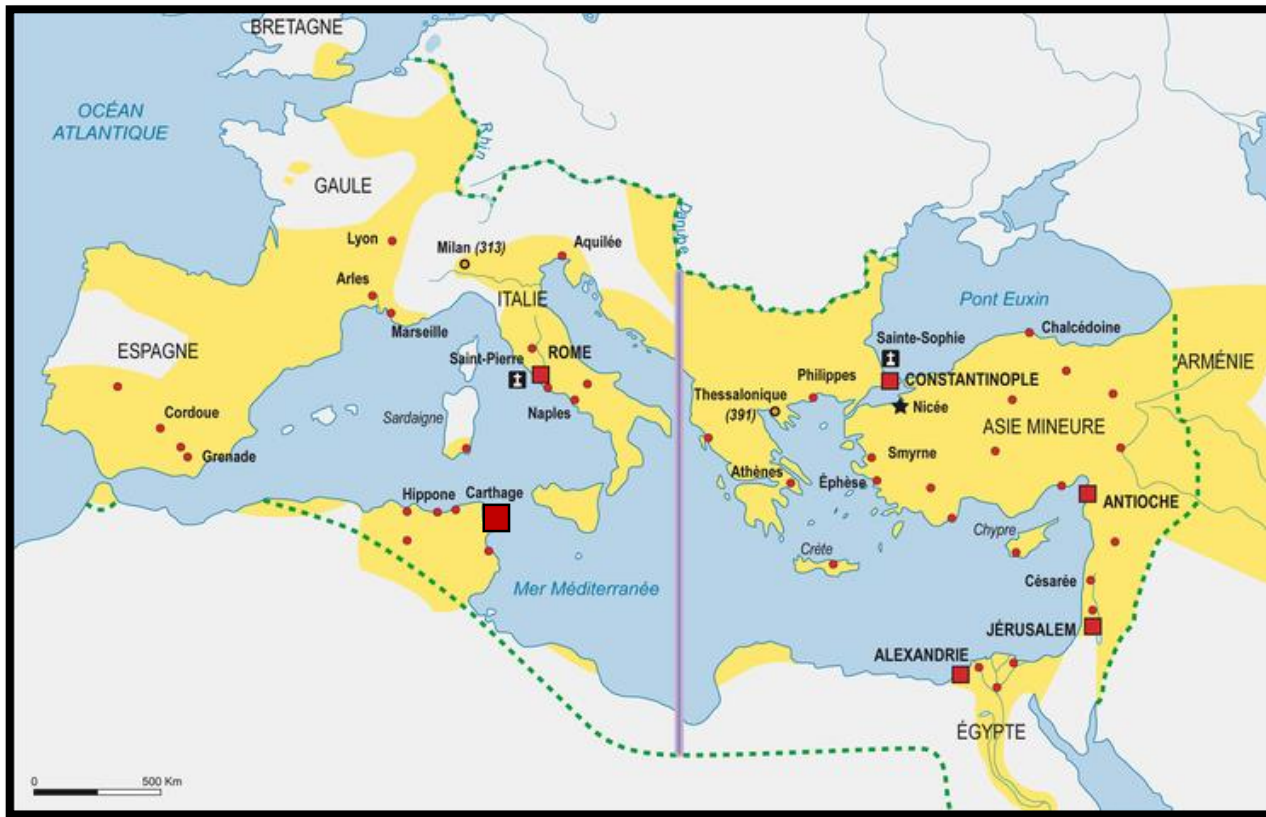 BRETAGNE
OCÉAN
ATLANTIQUE
Rhin
GAULE
Danube
Lyon
Milan (313)
Aquilée
Arles
ITALIE
Pont Euxin
Marseille
Chalcédoine
Sainte-Sophie
ESPAGNE
Saint-Pierre
ROME
ARMÉNIE
CONSTANTINOPLE
Philippes
Thessalonique
(391)
Nicée
Cordoue
Sardaigne
Naples
ASIE MINEURE
Grenade
Smyrne
Athènes
Éphèse
Hippone
Carthage
ANTIOCHE
Chypre
Crète
Césarée
Mer Méditerranée
JÉRUSALEM
ALEXANDRIE
ÉGYPTE
0
500 Km